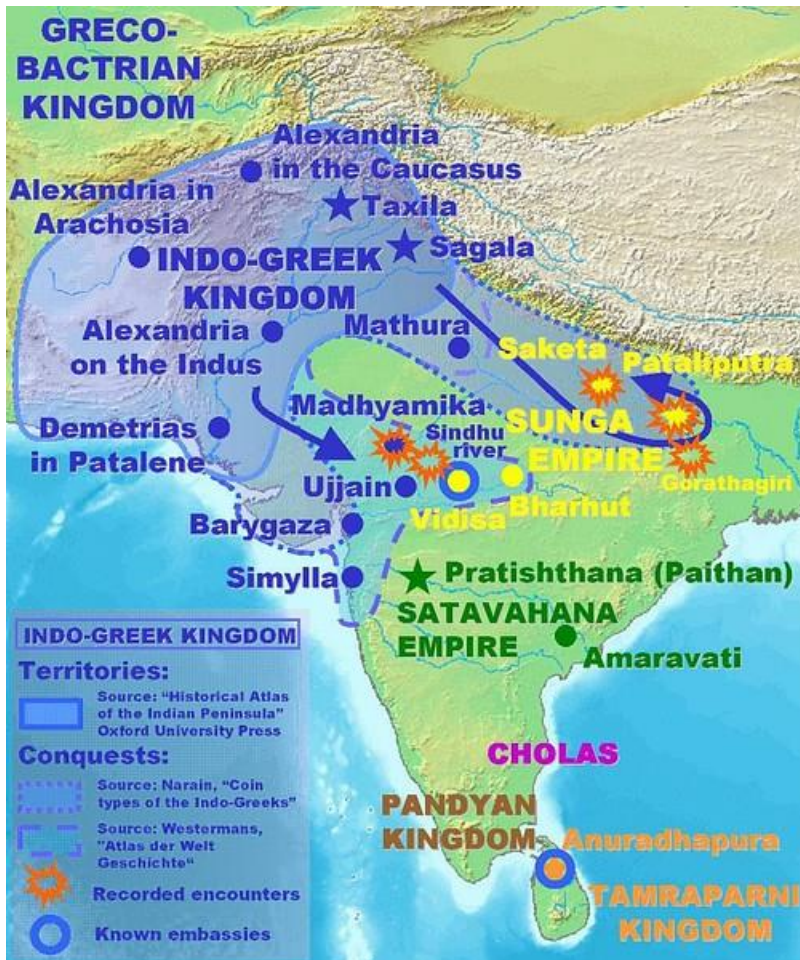 GRECO-
BACTRIAN
KINGDOM
Alexandria
in the Caucasus
Alexandria in
Arachosia
Taxila
Sagala
INDO-GREEK
KINGDOM
Alexandria
on the Indus
Mathura
Saketa
Pataliputra
Madhyamika
Sindhu
river
SUNGA
EMPIRE
Demetrias
in Patalene
Ujjain
Vidisa
Bharhut
Gorathagiri
Barygaza
Simylla
Pratishthana (Paithan)
SATAVAHANA
EMPIRE
Amaravati
CHOLAS
PANDYAN
KINGDOM
Anuradhapura
TAMRAPARNI
KINGDOM
INDO-GREEK KINGDOM
Territories:
Source: "Historical Atlas
of the Indian Peninsula"
Oxford University Press
Conquests:
Source: Narain, "Coin
types of the Indo-Greeks"
Source: Westermans,
"Atlas der Welt
Geschichte"
Recorded encounters
Known embassies